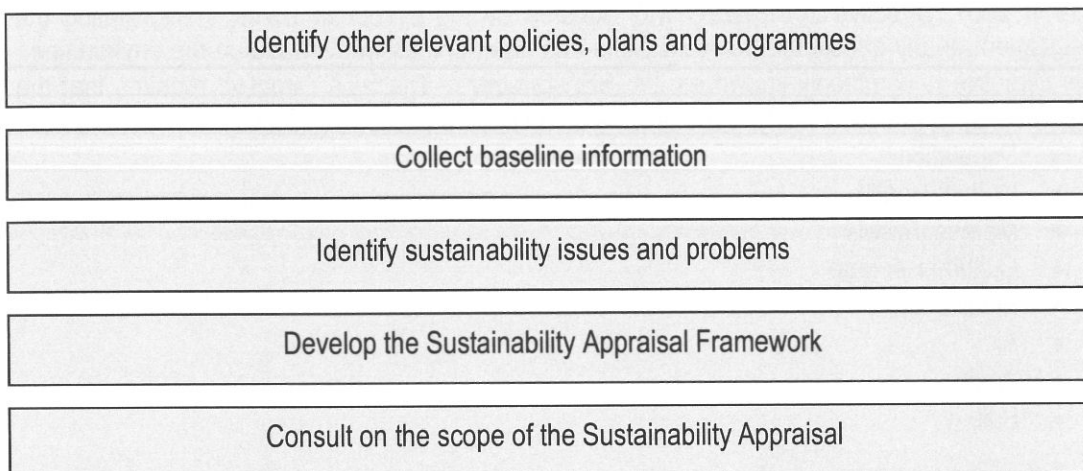 Identify other relevant policies, plans and programmes
Collect baseline information
Identify sustainability issues and problems
Develop the Sustainability Appraisal Framework
Consult on the scope of the Sustainability Appraisal